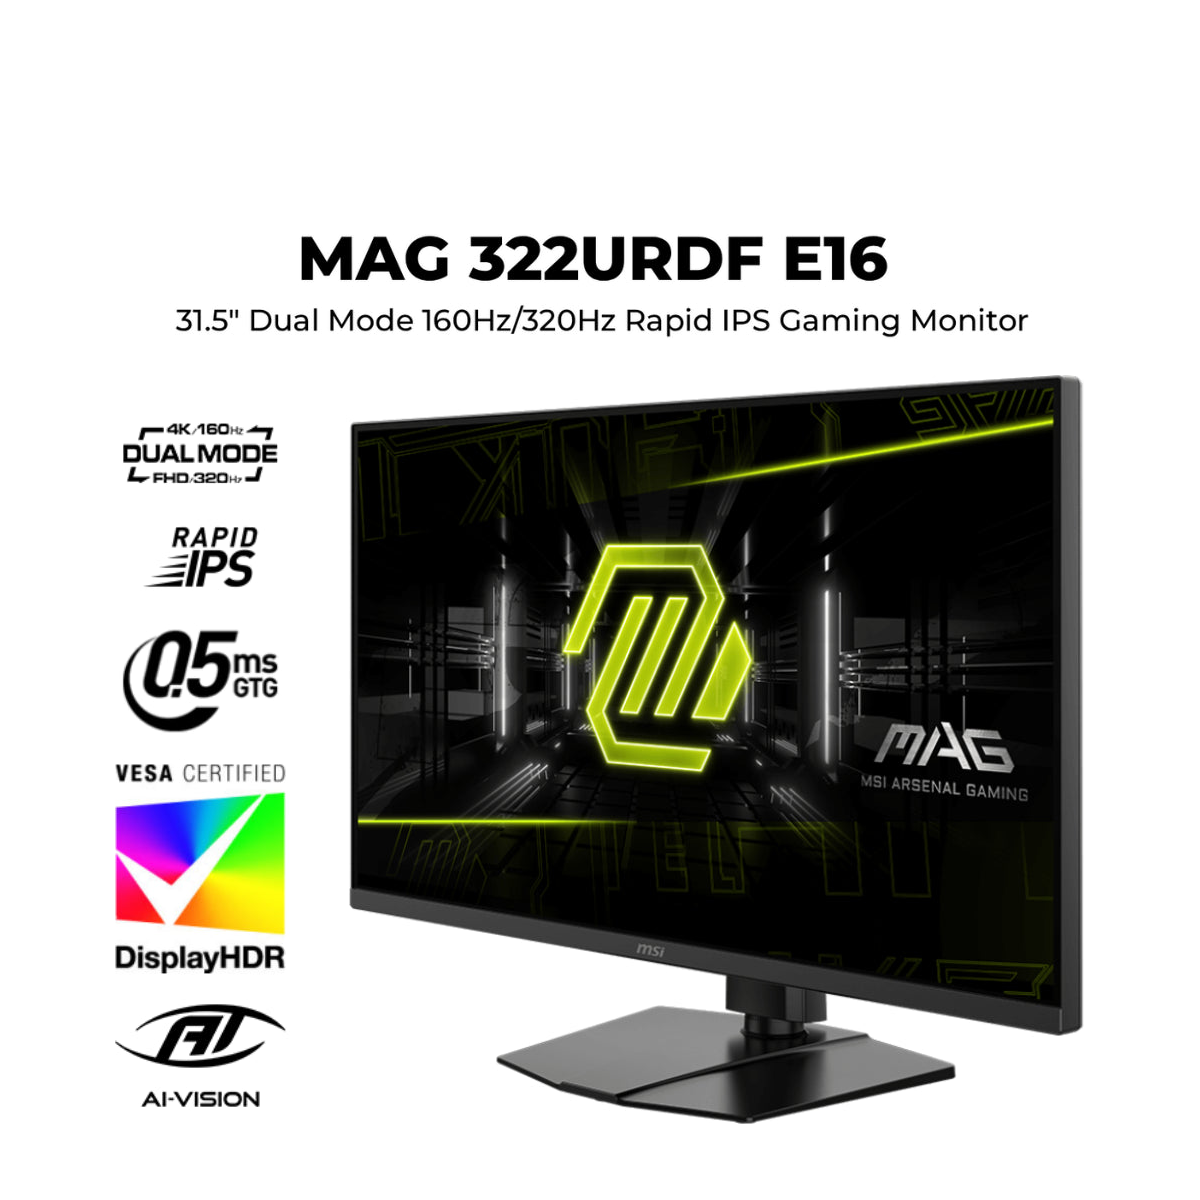 MAG 322URDF E16
31.5" Dual Mode 160Hz/320Hz Rapid IPS Gaming Monitor
4K/160Hz
DUAL MODE
FHD/320Hz
RAPID
IPS
0.5ms
GTG
VESA CERTIFIED
DisplayHDR
AI
AI-VISION
MAG
MSI ARSENAL GAMING
msi